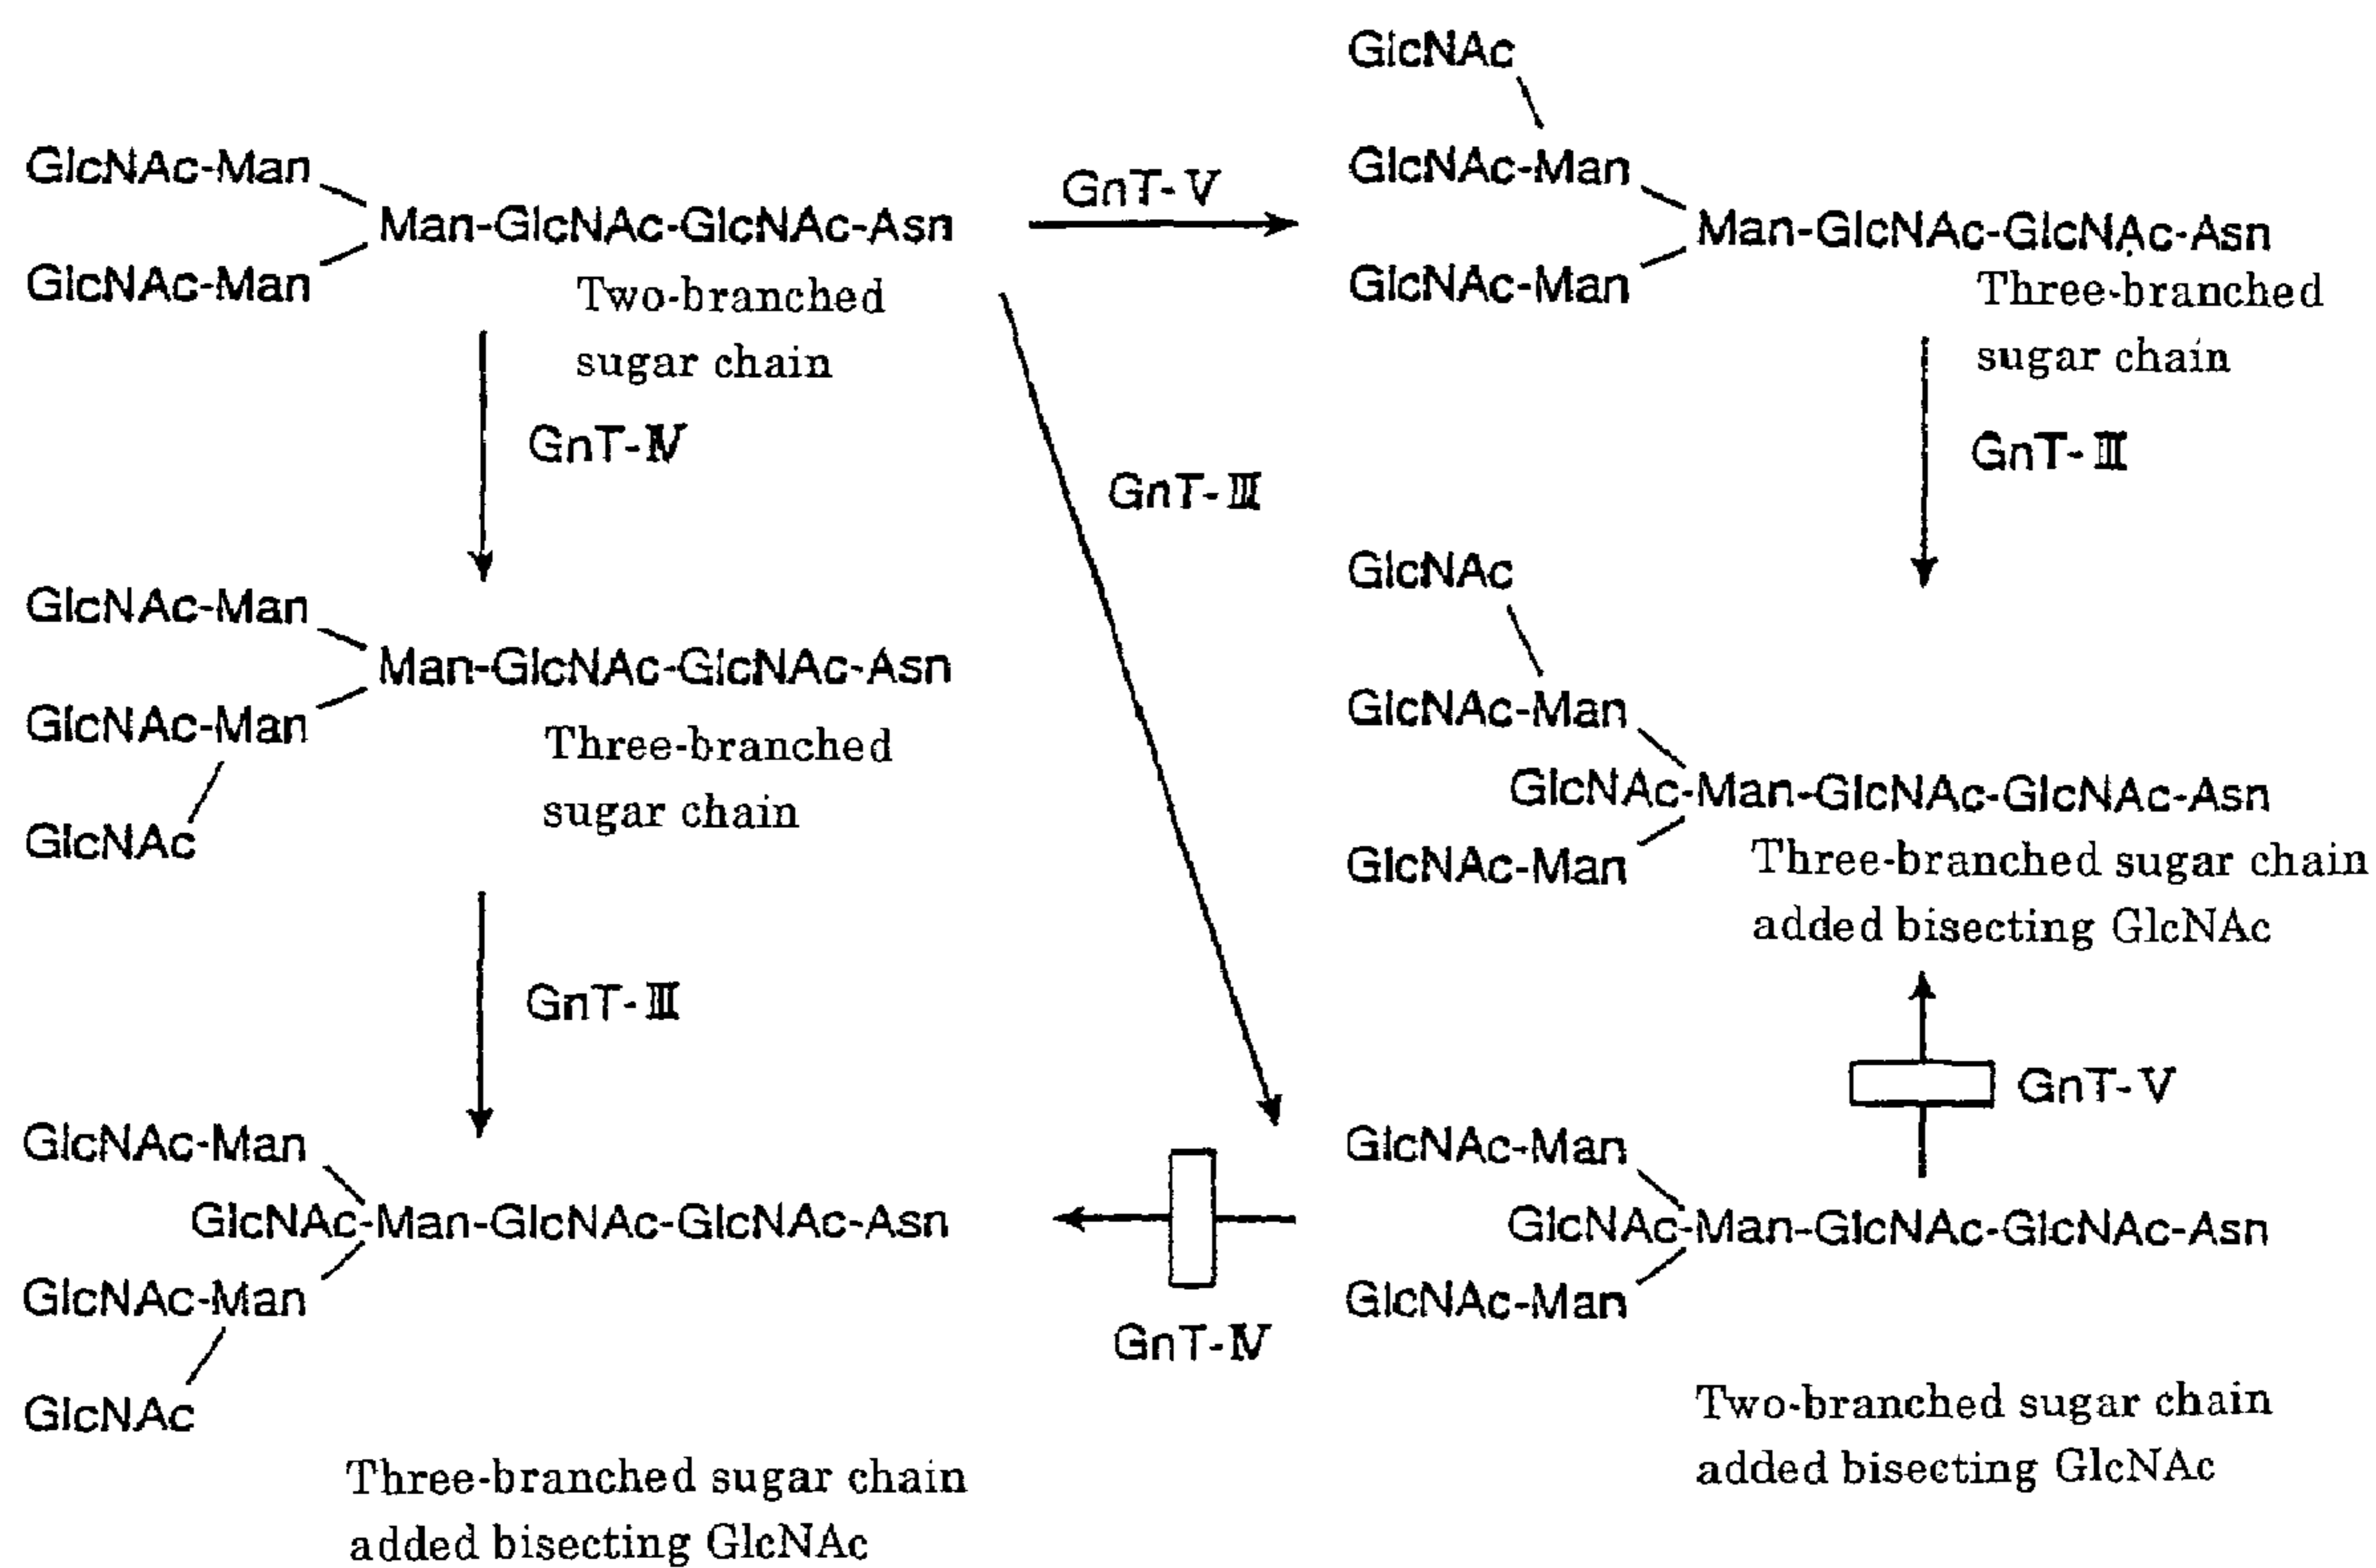 GlcNAc-Man
Man-GlcNAc-GlcNAc-Asn
GlcNAc-Man
Two-branched
sugar chain
GnT-V
GlcNAc
GlcNAc-Man
Man-GlcNAc-GlcNAc-Asn
GlcNAc-Man
Three-branched
sugar chain
GnT-IV
GnT-III
GnT-III
GlcNAc-Man
Man-GlcNAc-GlcNAc-Asn
GlcNAc-Man
Three-branched
sugar chain
GlcNAc
GlcNAc
GlcNAc-Man
GlcNAc-Man-GlcNAc-GlcNAc-Asn
GlcNAc-Man
Three-branched sugar chain
added bisecting GlcNAc
GnT-III
GnT-V
GlcNAc-Man
GlcNAc-Man-GlcNAc-GlcNAc-Asn
GlcNAc-Man
GlcNAc
Three-branched sugar chain
added bisecting GlcNAc
GnT-IV
GlcNAc-Man
GlcNAc-Man-GlcNAc-GlcNAc-Asn
GlcNAc-Man
Two-branched sugar chain
added bisecting GlcNAc